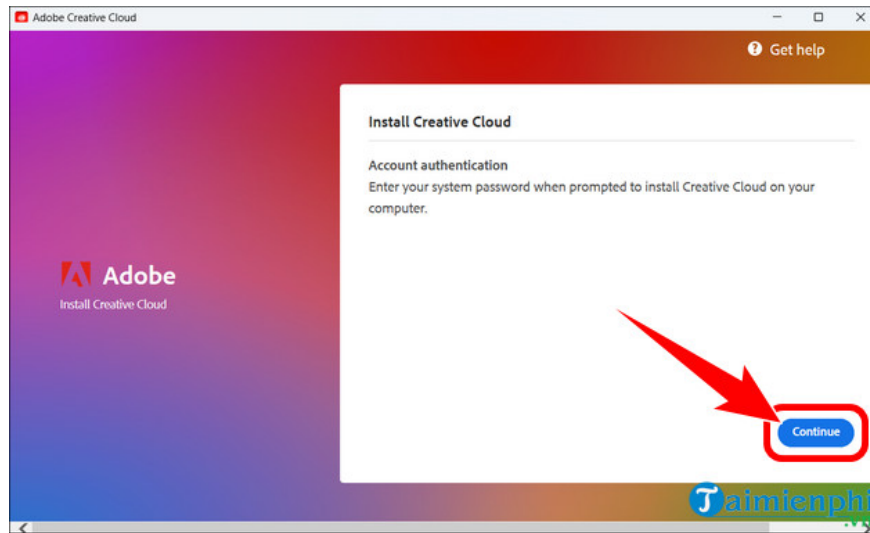 Adobe Creative Cloud
Get help
Install Creative Cloud
Account authentication
Enter your system password when prompted to install Creative Cloud on your
computer.
Adobe
Install Creative Cloud
Continue
Taimienphi